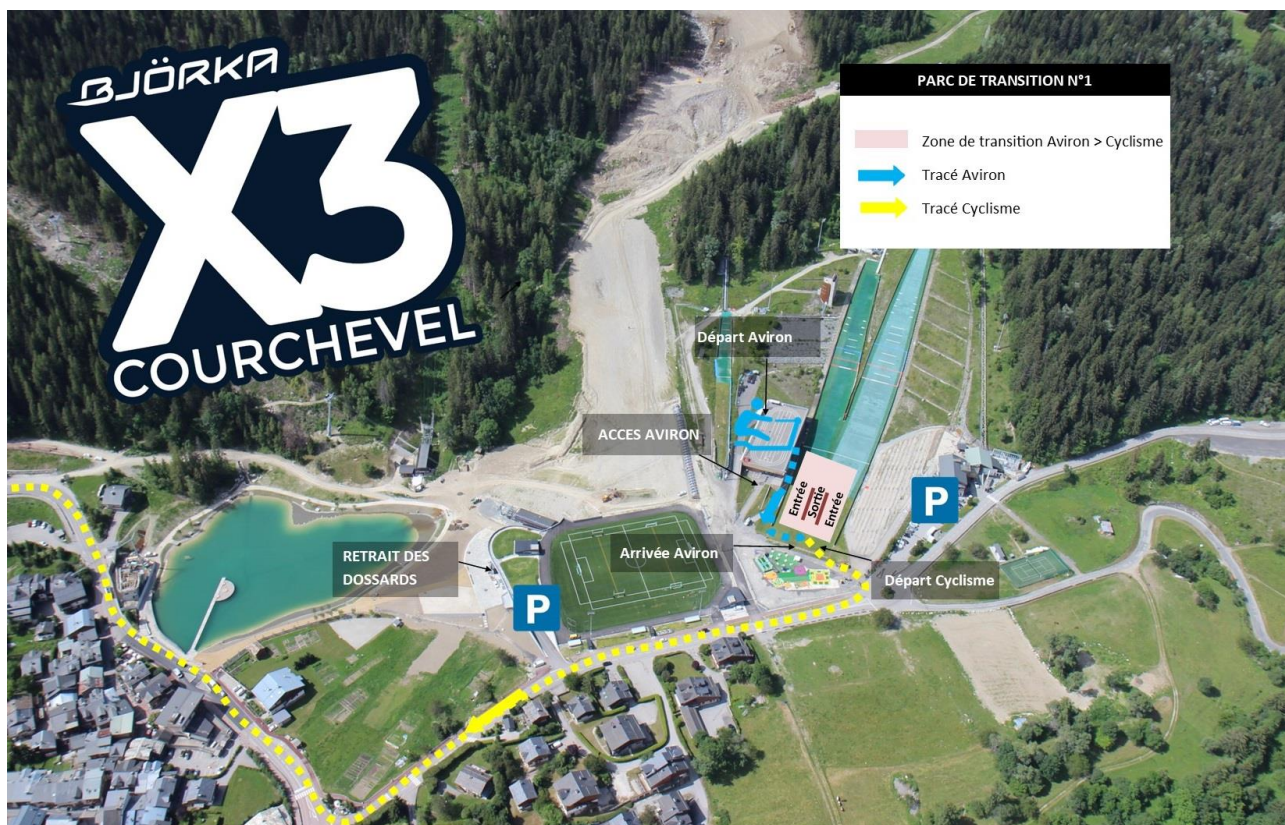 BJÖRKA
X3
COURCHEVEL
PARC DE TRANSITION N°1
Zone de transition Aviron > Cyclisme
Tracé Aviron
Tracé Cyclisme
Départ Aviron
ACCES AVIRON
Entrée
Sortie
Entrée
P
RETRAIT DES
DOSSARDS
Arrivée Aviron
Départ Cyclisme
P